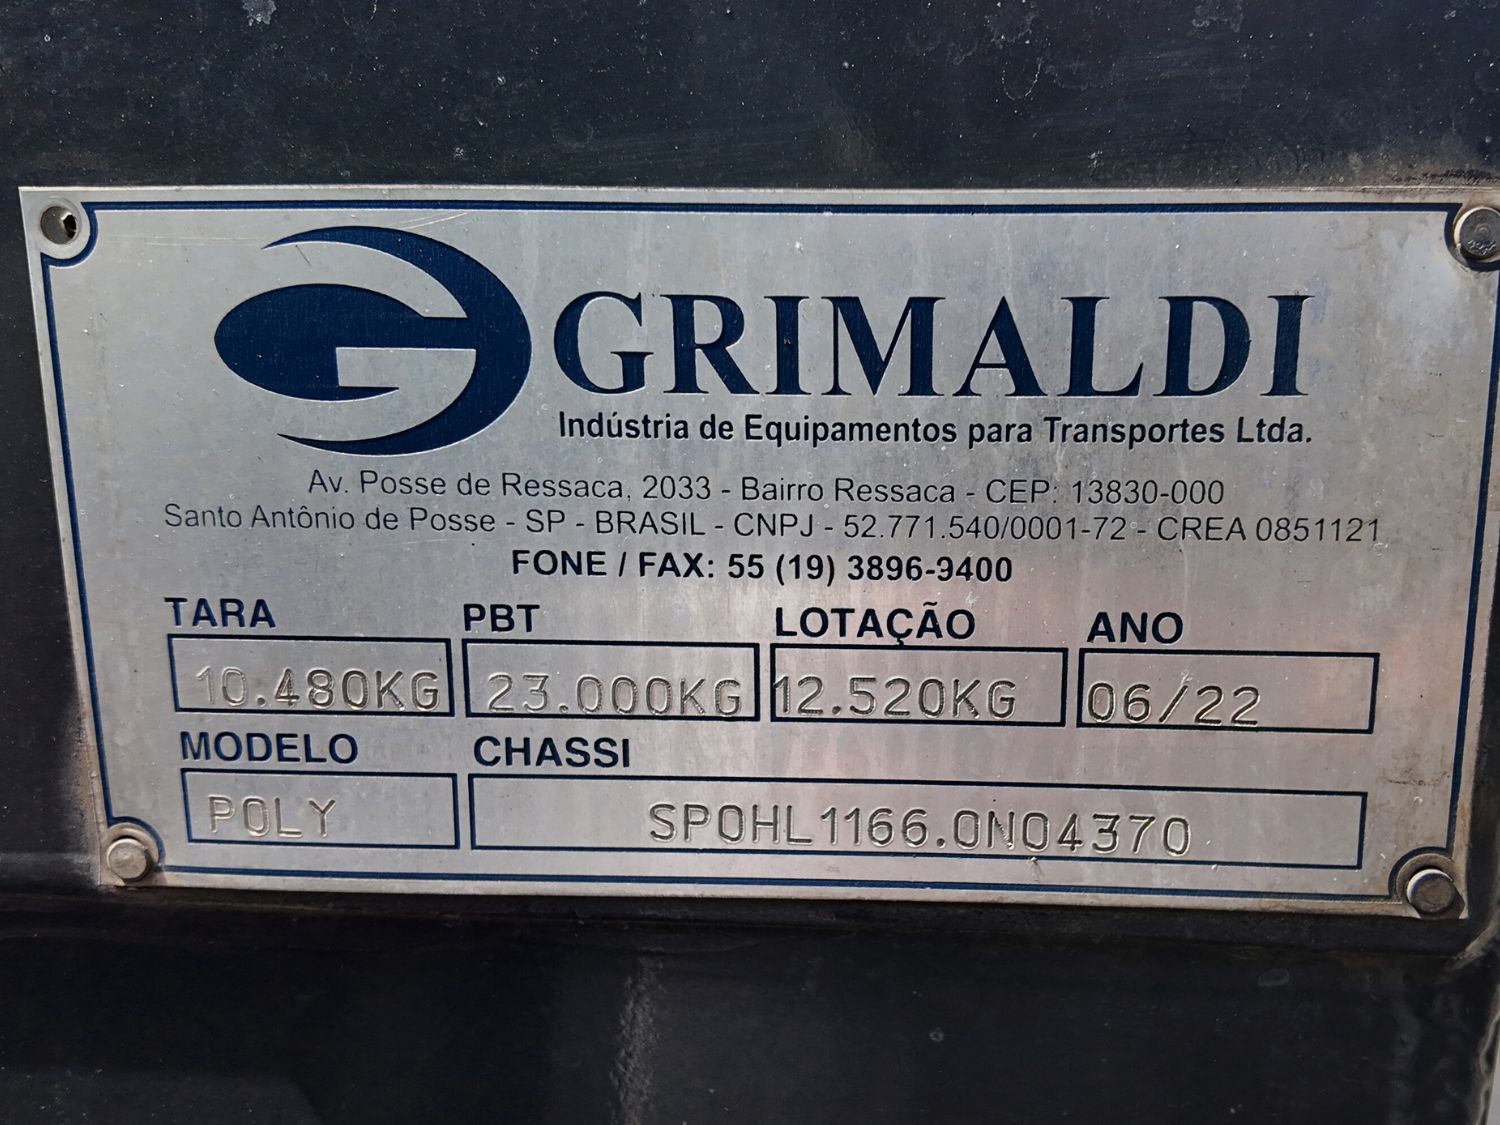 GRIMALDI
Indústria de Equipamentos para Transportes Ltda.
Av. Posse de Ressaca, 2033 - Bairro Ressaca - CEP: 13830-000
Santo Antônio de Posse - SP - BRASIL - CNPJ - 52.771.540/0001-72 - CREA 0851121
FONE / FAX: 55 (19) 3896-9400
TARA PBT LOTAÇÃO ANO
10.480KG 23.000KG 12.520KG 06/22
MODELO CHASSI
POLY SP0HL1166.0N04370